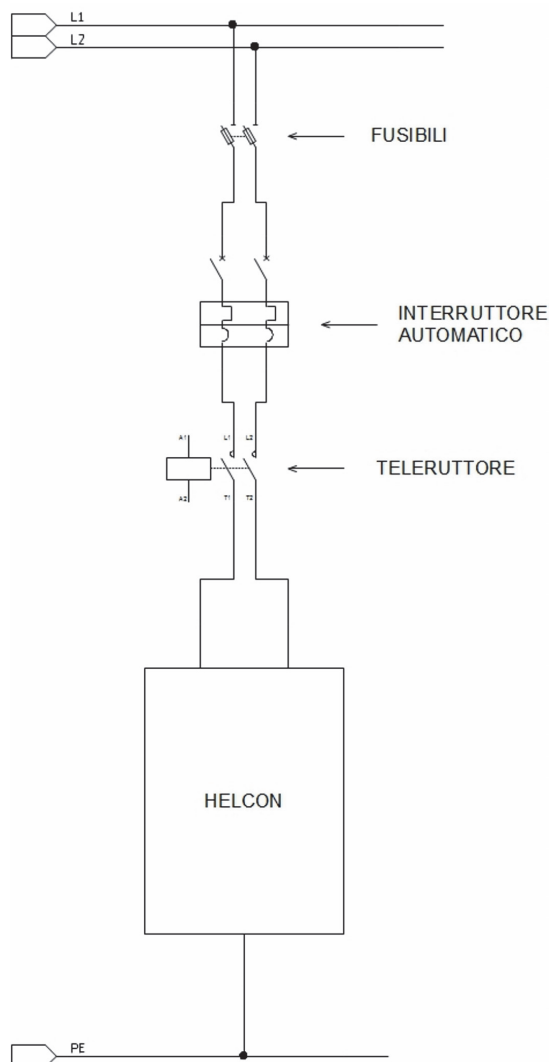 L1
L2
FUSIBILI
INTERRUTTORE
AUTOMATICO
A1
L1 L2
TELERUTTORE
A2
T1 T2
HELCON
PE